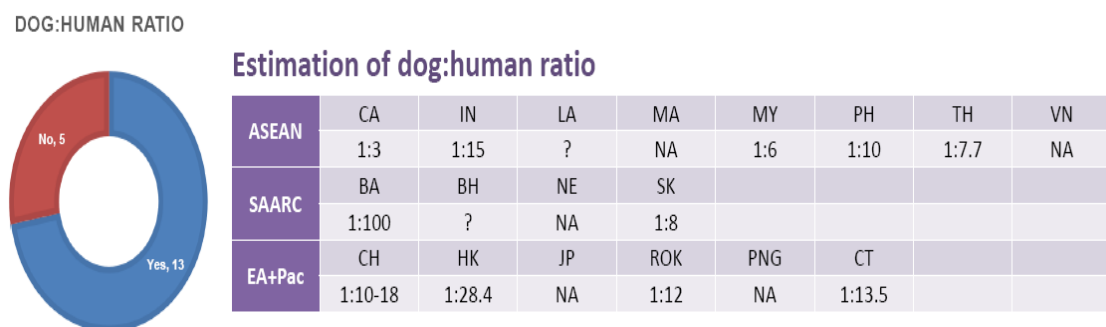 DOG:HUMAN RATIO
No, 5
Yes, 13
Estimation of dog:human ratio
ASEAN CA IN LA MA MY PH TH VN
1:3 1:15 ? NA 1:6 1:10 1:7.7 NA
SAARC BA BH NE SK
1:100 ? NA 1:8
EA+Pac CH HK JP ROK PNG CT
1:10-18 1:28.4 NA 1:12 NA 1:13.5